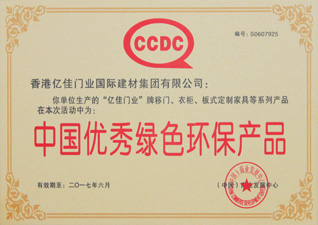 CCDC
编号：S0607925
香港亿佳门业国际建材集团有限公司：
你单位生产的“亿佳门业”牌移门、衣柜、板式定制家具等系列产品
在本次活动中为：
中国优秀绿色环保产品
有效期至：二〇一七年六月
（中国）
发展中心